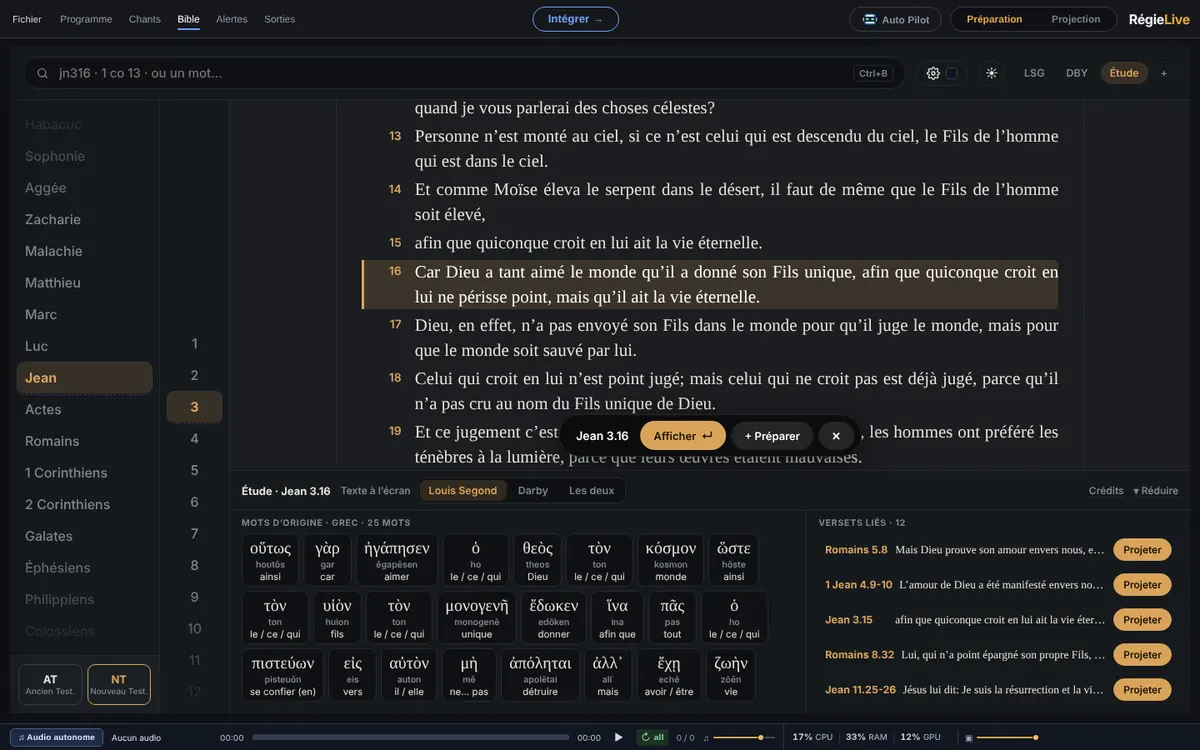 Fichier Programme Chants Bible Alertes Sorties Intégrer → Auto Pilot Préparation Projection RégieLive
jn316 · 1 co 13 · ou un mot... Ctrl+B LSG DBY Étude +
Habacuc
Sophonie
Aggée
Zacharie
Malachie
Matthieu
Marc
Luc
Jean
Actes
Romains
1 Corinthiens
2 Corinthiens
Galates
Éphésiens
Philippiens
Colossiens
AT NT
Ancien Test. Nouveau Test.
1
2
3
4
5
6
7
8
9
10
11
12
quand je vous parlerai des choses célestes?
13 Personne n’est monté au ciel, si ce n’est celui qui est descendu du ciel, le Fils de l’homme
qui est dans le ciel.
14 Et comme Moïse éleva le serpent dans le désert, il faut de même que le Fils de l’homme
soit élevé,
15 afin que quiconque croit en lui ait la vie éternelle.
16 Car Dieu a tant aimé le monde qu’il a donné son Fils unique, afin que quiconque croit en
lui ne périsse point, mais qu’il ait la vie éternelle.
17 Dieu, en effet, n’a pas envoyé son Fils dans le monde pour qu’il juge le monde, mais pour
que le monde soit sauvé par lui.
18 Celui qui croit en lui n’est point jugé; mais celui qui ne croit pas est déjà jugé, parce qu’il
n’a pas cru au nom du Fils unique de Dieu.
19 Et ce jugement c’est , les hommes ont préféré les
ténèbres à la lumière, parce que leurs œuvres étaient mauvaises.
Jean 3.16 Afficher ↵ + Préparer ✕
Étude · Jean 3.16 Texte à l’écran Louis Segond Darby Les deux Crédits ▾ Réduire
MOTS D’ORIGINE · GREC · 25 MOTS
οὕτως γὰρ ἠγάπησεν ὁ θεὸς τὸν κόσμον ὥστε
houtôs gar êgapêsen ho theos ton kosmon hôste
ainsi car aimer le / ce / qui Dieu le / ce / qui monde ainsi
τὸν υἱὸν τὸν μονογενῆ ἔδωκεν ἵνα πᾶς ὁ
ton huion ton monogenê edôken ina pas ho
le / ce / qui fils le / ce / qui unique donner afin que tout le / ce / qui
πιστεύων εἰς αὐτὸν μὴ ἀπόληται ἀλλ᾽ ἔχῃ ζωὴν
pisteuôn eis auton mê apolêtai all᾽ echê zôên
se confier (en) vers il / elle ne... pas détruire mais avoir / être vie
VERSETS LIÉS · 12
Romains 5.8 Mais Dieu prouve son amour envers nous, e... Projeter
1 Jean 4.9-10 L’amour de Dieu a été manifesté envers no... Projeter
Jean 3.15 afin que quiconque croit en lui ait la vie éter... Projeter
Romains 8.32 Lui, qui n’a point épargné son propre Fils, ... Projeter
Jean 11.25-26 Jésus lui dit: Je suis la résurrection et la vi... Projeter
♫ Audio autonome Aucun audio 00:00 00:00 ▶ all 0 / 0 ♫ 17% CPU 33% RAM 12% GPU